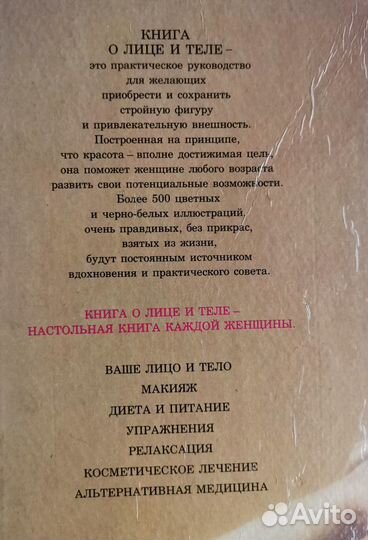 КНИГА
О ЛИЦЕ И ТЕЛЕ –
это практическое руководство
для желающих
приобрести и сохранить
стройную фигуру
и привлекательную внешность.
Построенная на принципе,
что красота – вполне достижимая цель,
она поможет женщине любого возраста
развить свои потенциальные возможности.
Более 500 цветных
и черно-белых иллюстраций,
очень правдивых, без прикрас,
взятых из жизни,
будут постоянным источником
вдохновения и практического совета.
КНИГА О ЛИЦЕ И ТЕЛЕ –
НАСТОЛЬНАЯ КНИГА КАЖДОЙ ЖЕНЩИНЫ.
ВАШЕ ЛИЦО И ТЕЛО
МАКИЯЖ
ДИЕТА И ПИТАНИЕ
УПРАЖНЕНИЯ
РЕЛАКСАЦИЯ
КОСМЕТИЧЕСКОЕ ЛЕЧЕНИЕ
АЛЬТЕРНАТИВНАЯ МЕДИЦИНА
Avito